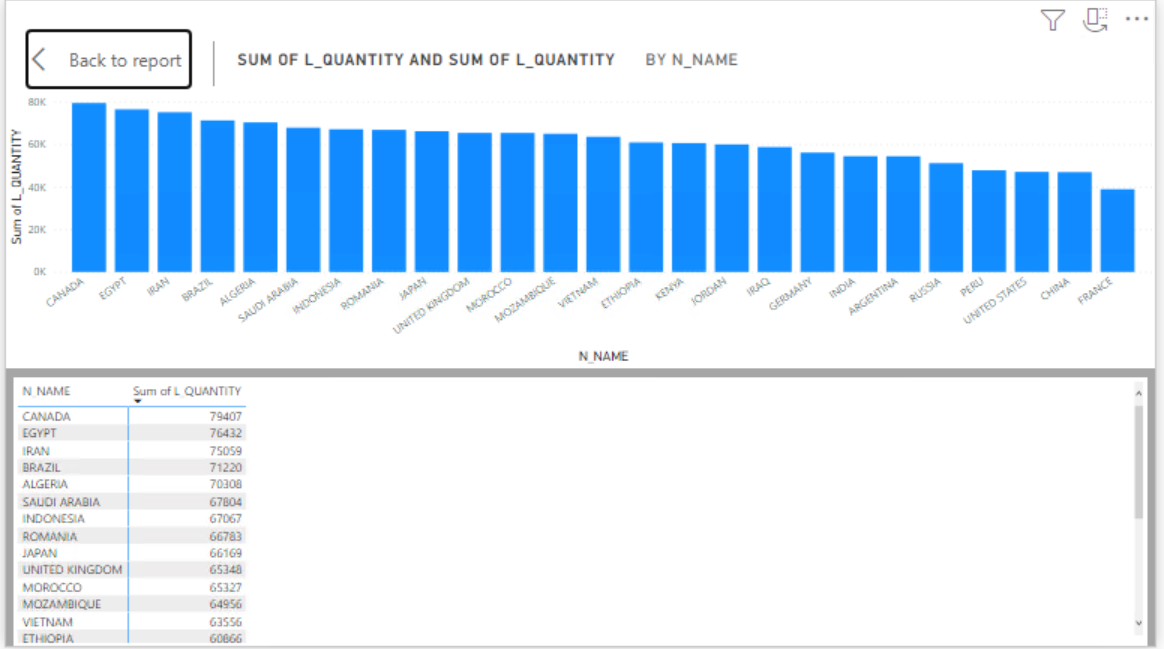 Back to report
SUM OF L_QUANTITY AND SUM OF L_QUANTITY BY N_NAME
Sum of L_QUANTITY
80K
60K
40K
20K
0K
CANADA EGYPT IRAN BRAZIL ALGERIA SAUDI ARABIA INDONESIA ROMANIA JAPAN UNITED KINGDOM MOROCCO MOZAMBIQUE VIETNAM ETHIOPIA KENYA JORDAN IRAQ GERMANY INDIA ARGENTINA RUSSIA PERU UNITED STATES CHINA FRANCE
N_NAME
N_NAME Sum of L_QUANTITY
CANADA 79407
EGYPT 76432
IRAN 75059
BRAZIL 71220
ALGERIA 70308
SAUDI ARABIA 67804
INDONESIA 67067
ROMANIA 66783
JAPAN 66169
UNITED KINGDOM 65348
MOROCCO 65327
MOZAMBIQUE 64956
VIETNAM 63556
ETHIOPIA 60866